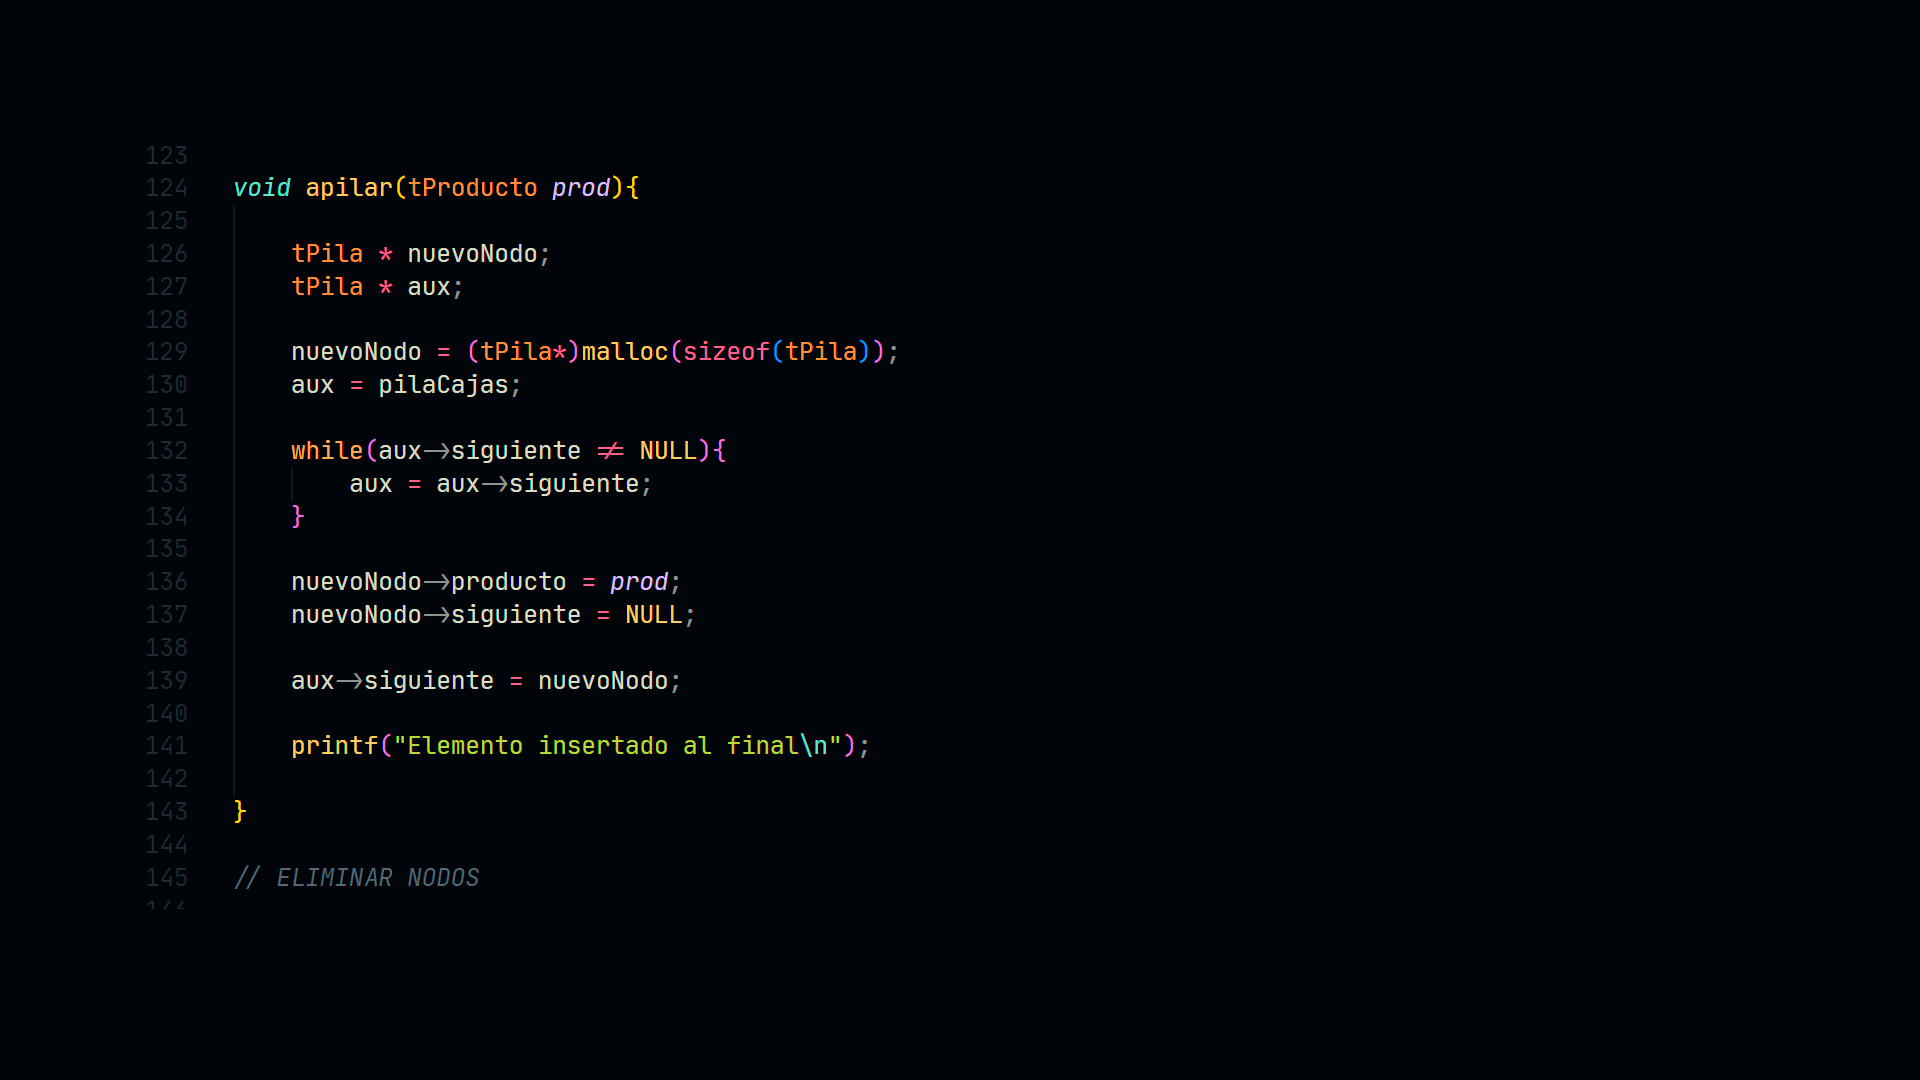 123
124 void apilar(tProducto prod){
125
126 tPila * nuevoNodo;
127 tPila * aux;
128
129 nuevoNodo = (tPila*)malloc(sizeof(tPila));
130 aux = pilaCajas;
131
132 while(aux->siguiente != NULL){
133 aux = aux->siguiente;
134 }
135
136 nuevoNodo->producto = prod;
137 nuevoNodo->siguiente = NULL;
138
139 aux->siguiente = nuevoNodo;
140
141 printf("Elemento insertado al final\n");
142
143 }
144
145 // ELIMINAR NODOS